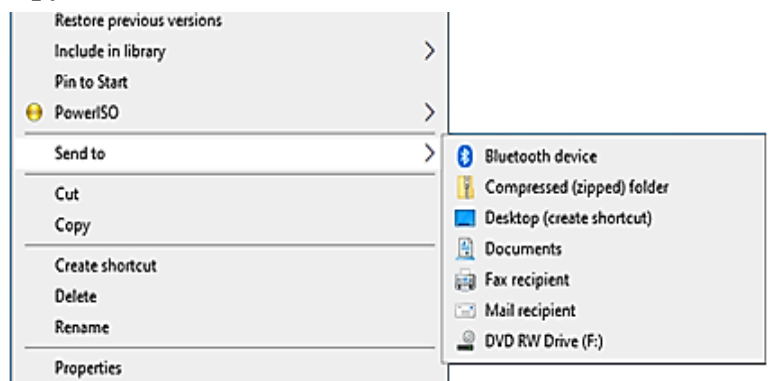 Restore previous versions
Include in library
Pin to Start
PowerISO
Send to
Cut
Copy
Create shortcut
Delete
Rename
Properties
Bluetooth device
Compressed (zipped) folder
Desktop (create shortcut)
Documents
Fax recipient
Mail recipient
DVD RW Drive (F:)